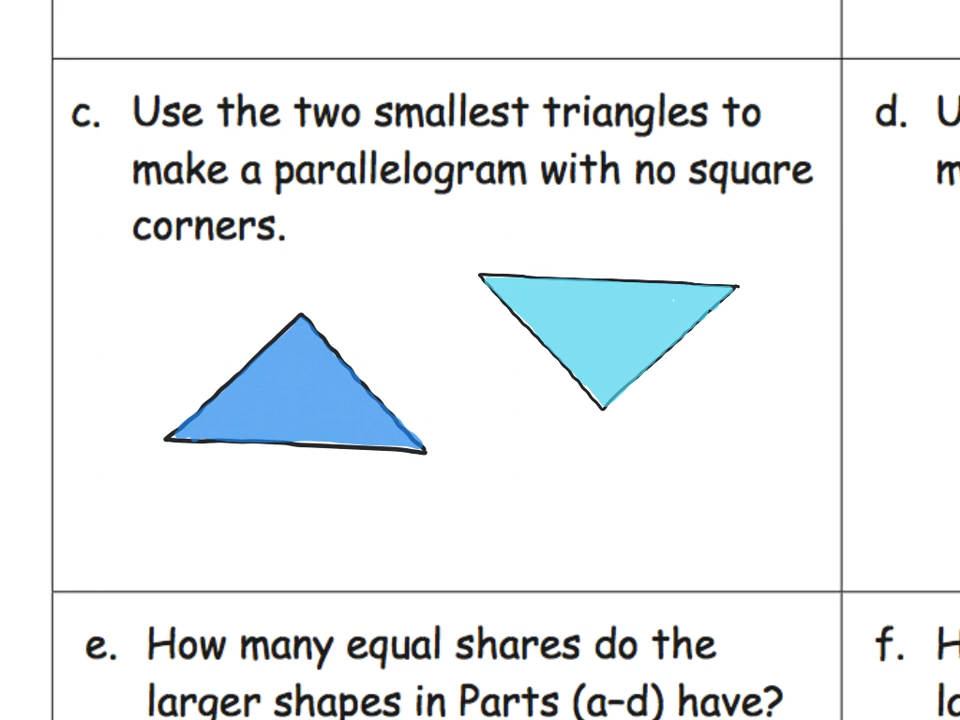 c. Use the two smallest triangles to
make a parallelogram with no square
corners.
d. U
m
e. How many equal shares do the
larger shapes in Parts (a–d) have?
f. H
la